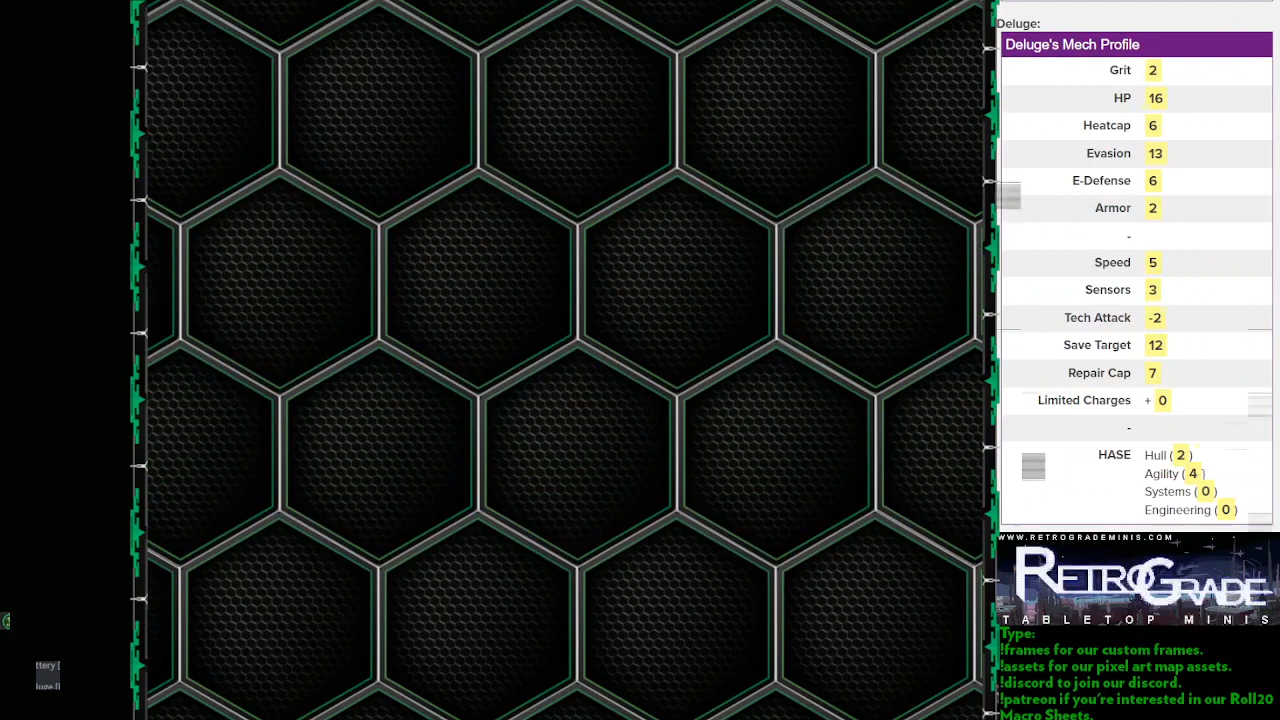 Deluge:
Deluge's Mech Profile
Grit 2
HP 16
Heatcap 6
Evasion 13
E-Defense 6
Armor 2
-
Speed 5
Sensors 3
Tech Attack -2
Save Target 12
Repair Cap 7
Limited Charges + 0
-
HASE Hull ( 2 )
Agility ( 4 )
Systems ( 0 )
Engineering ( 0 )
WWW.RETROGRADEMINIS.COM
RETROGRADE
TABLETOP MINIS
Type:
!frames for our custom frames.
!assets for our pixel art map assets.
!discord to join our discord.
!patreon if you're interested in our Roll20
Macro Sheets.
ttery [
luge [